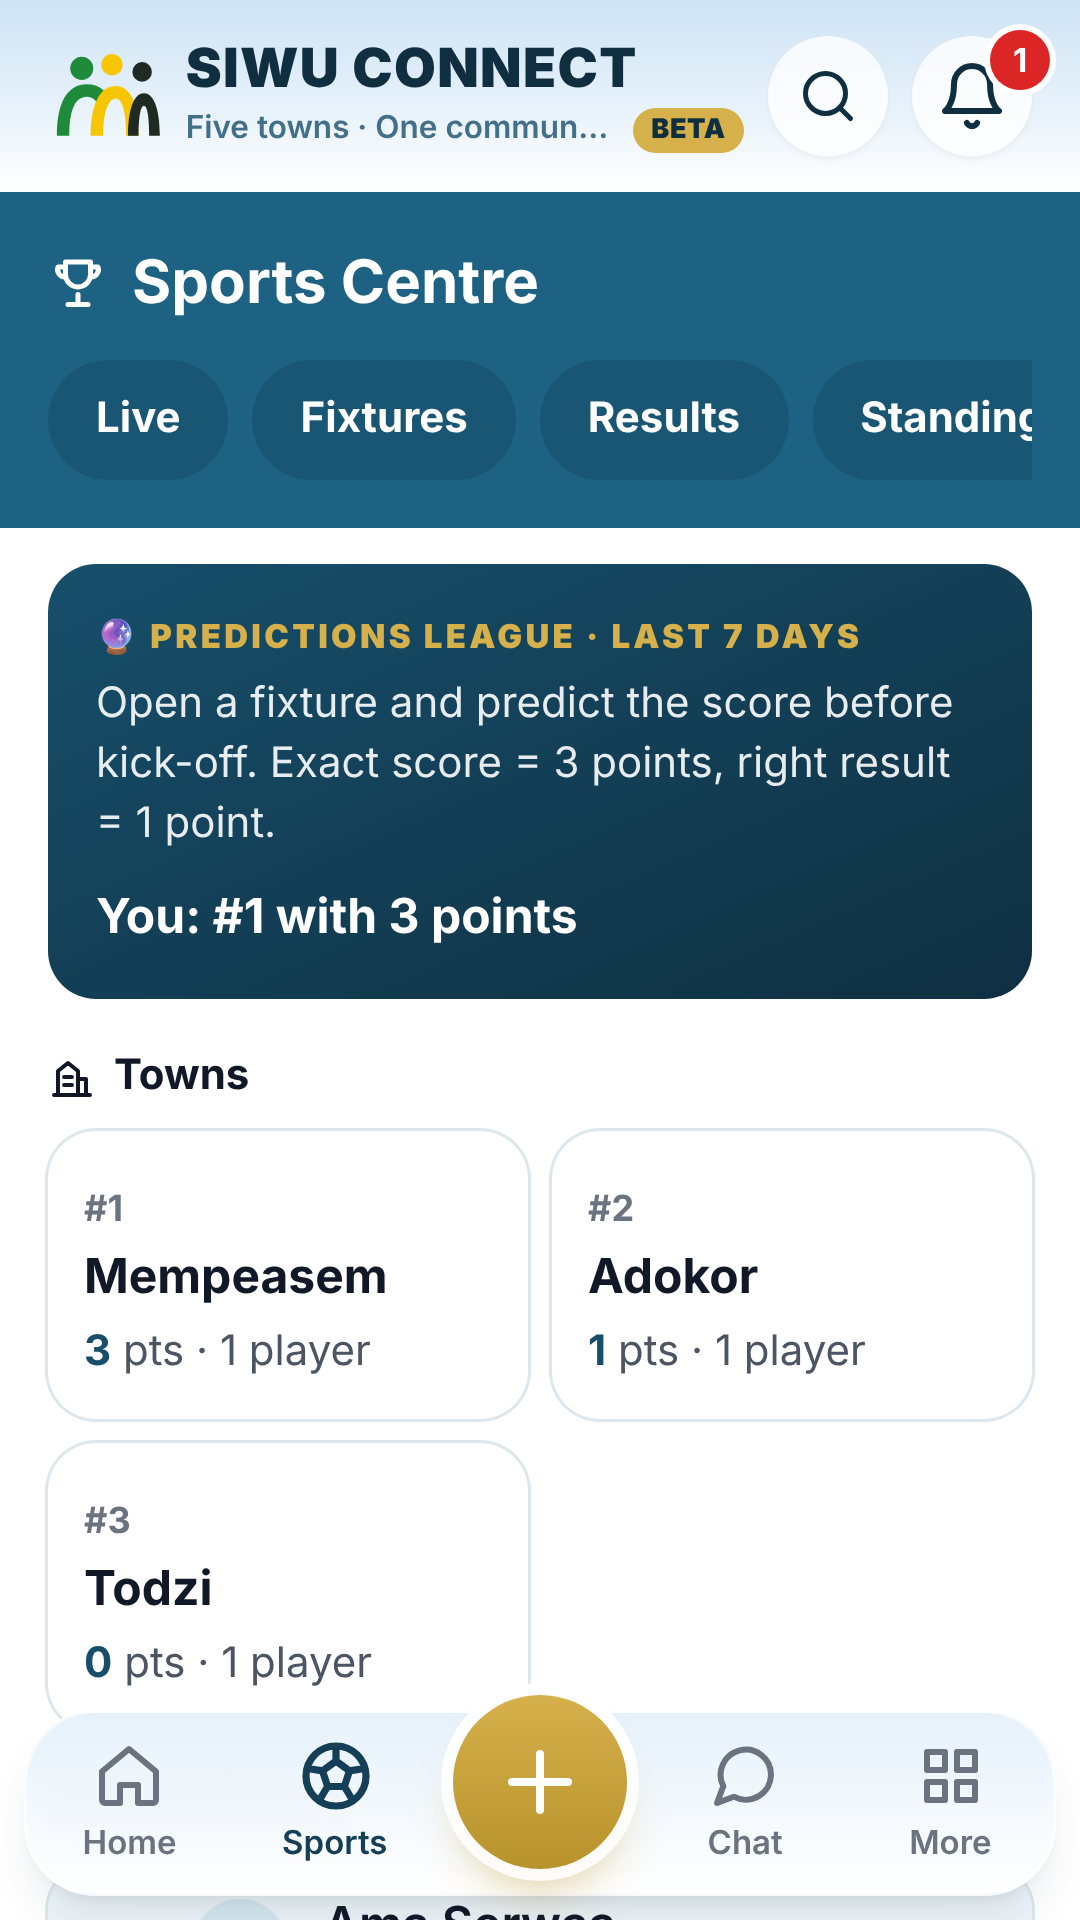 SIWU CONNECT
Five towns · One commun...
BETA
1
Sports Centre
Live
Fixtures
Results
Standing
🔮 PREDICTIONS LEAGUE · LAST 7 DAYS
Open a fixture and predict the score before
kick-off. Exact score = 3 points, right result
= 1 point.
You: #1 with 3 points
Towns
#1
Mempeasem
3 pts · 1 player
#2
Adokor
1 pts · 1 player
#3
Todzi
0 pts · 1 player
Home
Sports
Chat
More